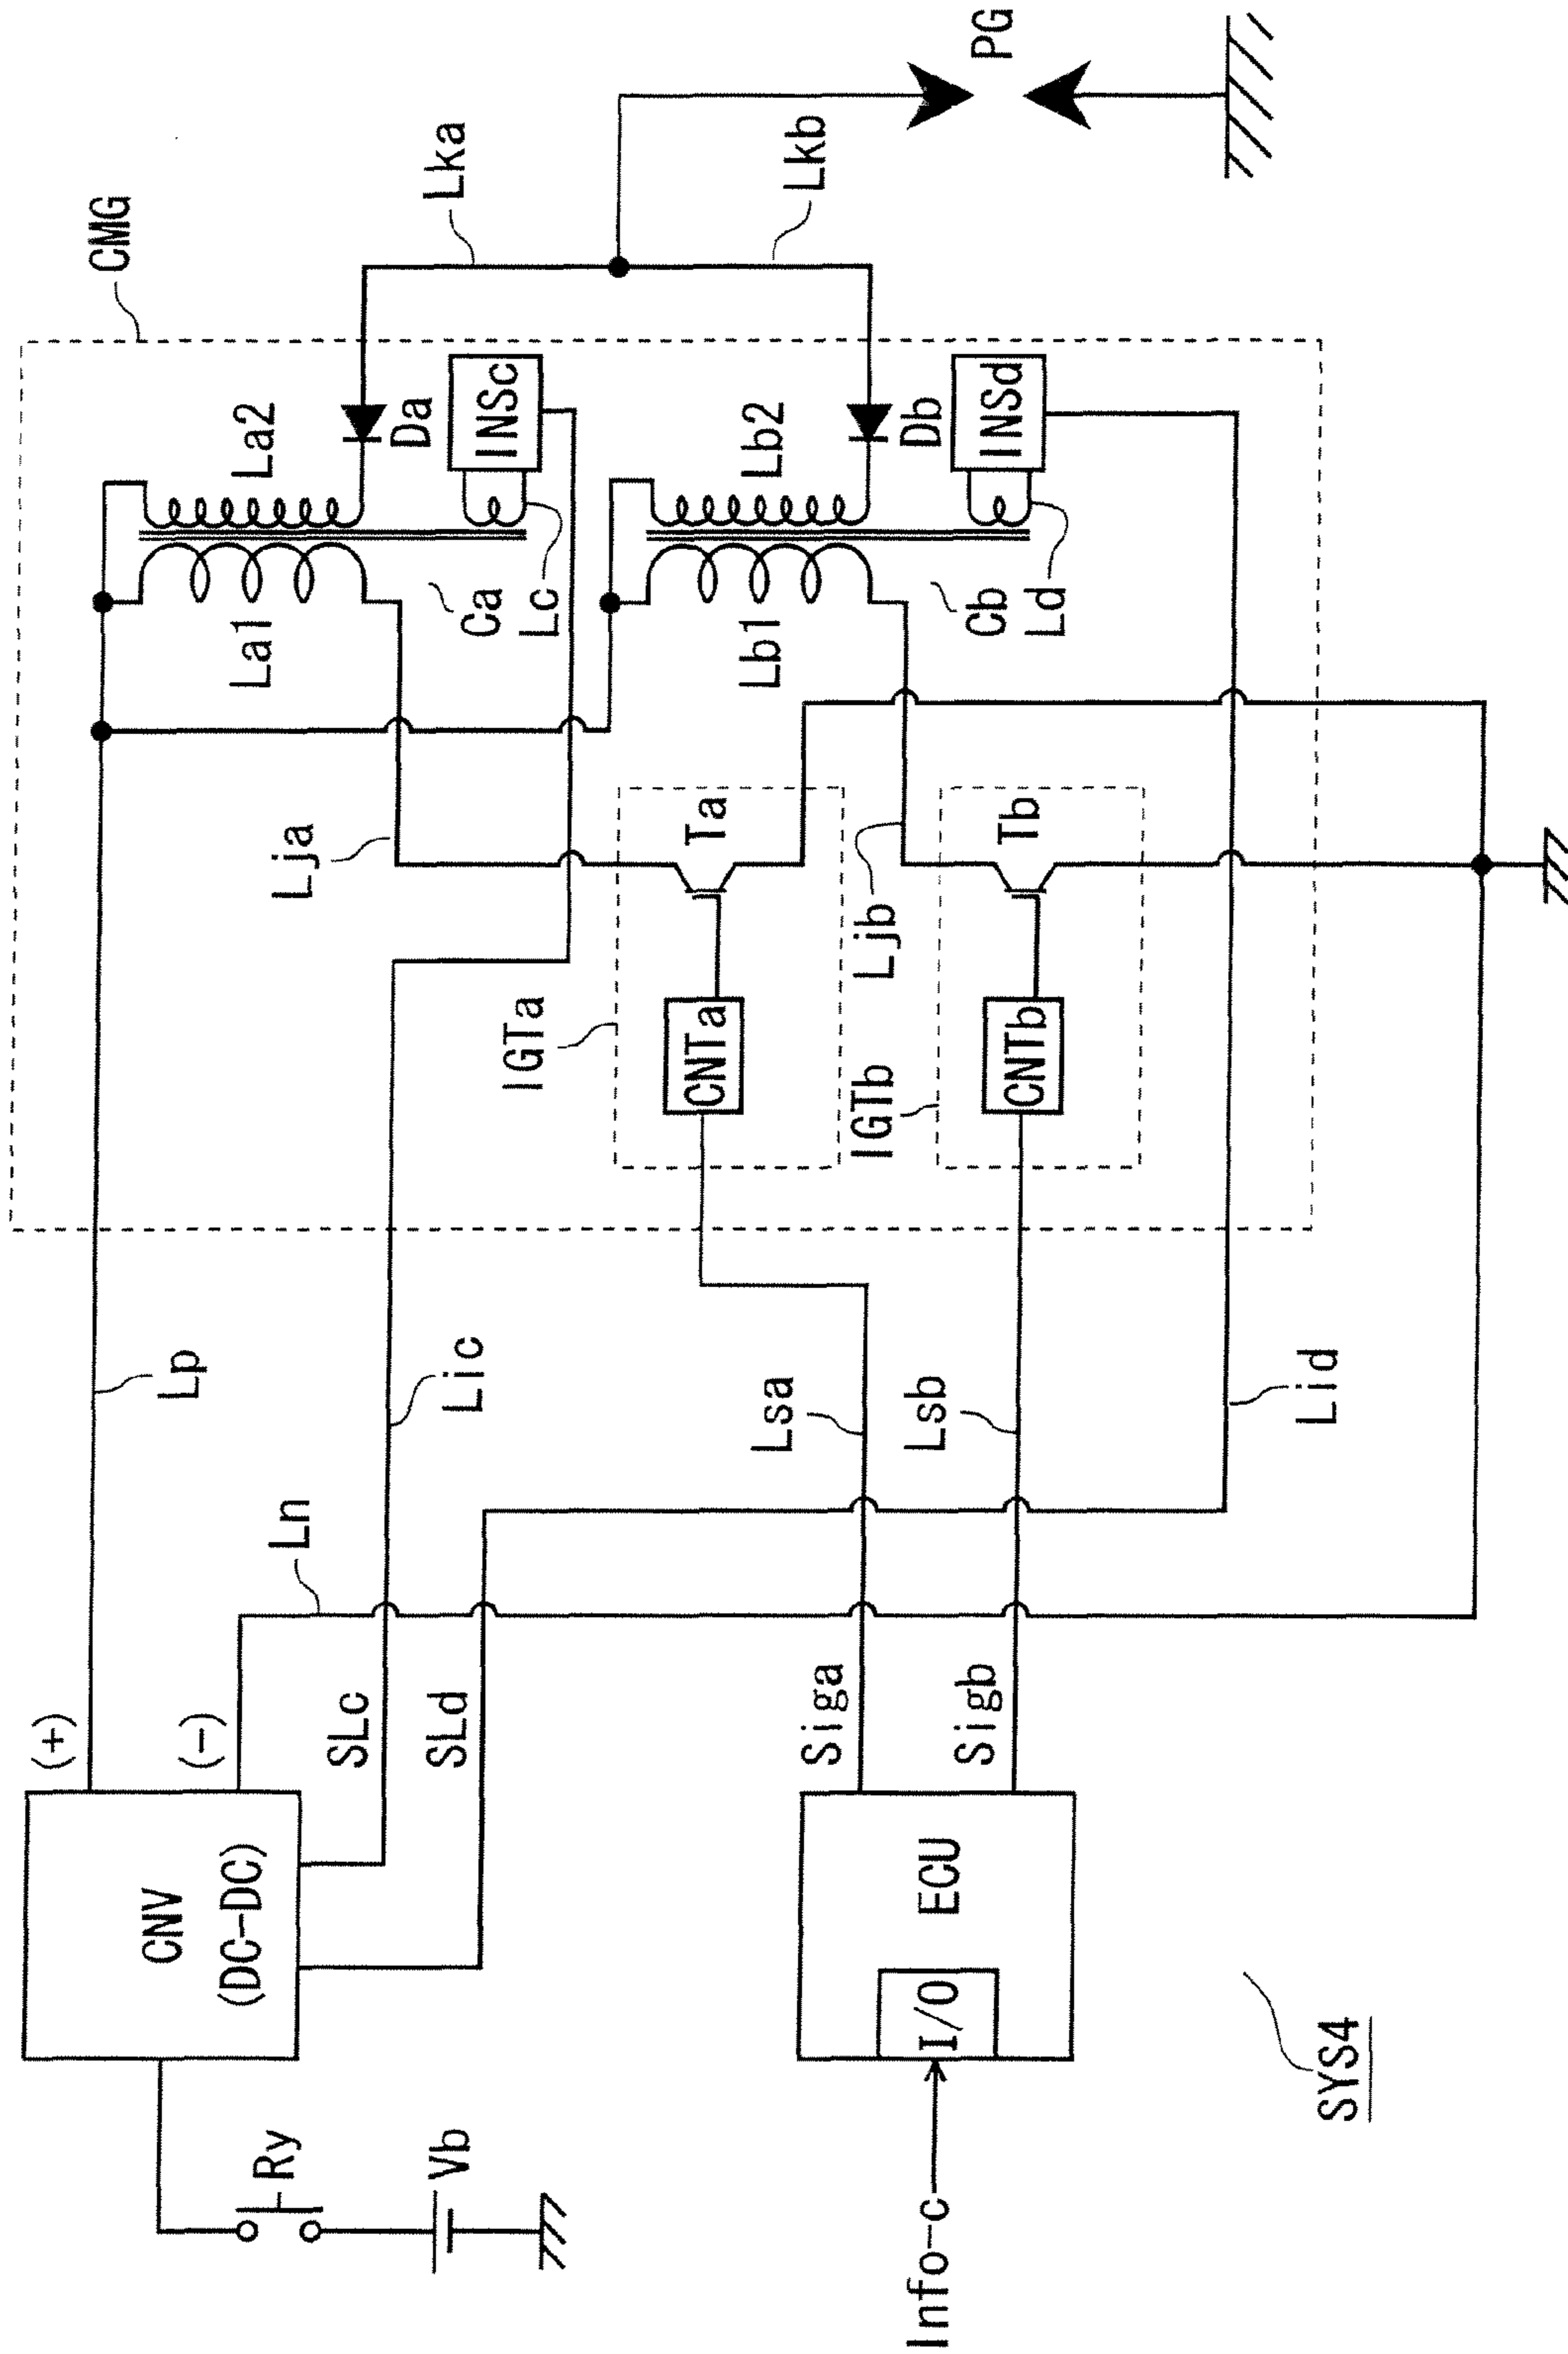 CMG
Lka
Lkb
PG
La2
Da
INSc
Lb2
Db
INSd
La1
Ca
Lc
Lb1
Cb
Ld
Lja
Ta
Ljb
Tb
IGTa
CNTa
IGTb
CNTb
Lp
Lic
Lsa
Lsb
Lid
Ln
(+)
(-)
SLc
SLd
Siga
Sigb
CNV
(DC-DC)
ECU
I/O
Ry
Vb
Info-c
SYS4